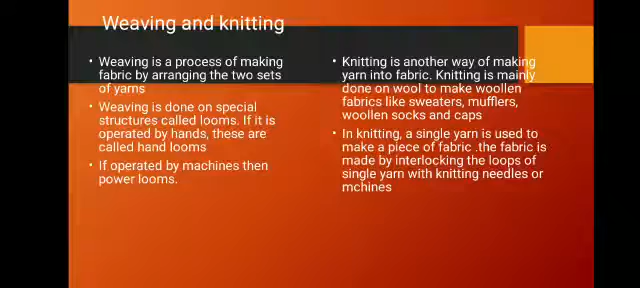 Weaving and knitting
• Weaving is a process of making
fabric by arranging the two sets
of yarns
• Weaving is done on special
structures called looms. If it is
operated by hands, these are
called hand looms
• If operated by machines then
power looms.
• Knitting is another way of making
yarn into fabric. Knitting is mainly
done on wool to make woollen
fabrics like sweaters, mufflers,
woollen socks and caps
• In knitting, a single yarn is used to
make a piece of fabric .the fabric is
made by interlocking the loops of
single yarn with knitting needles or
mchines